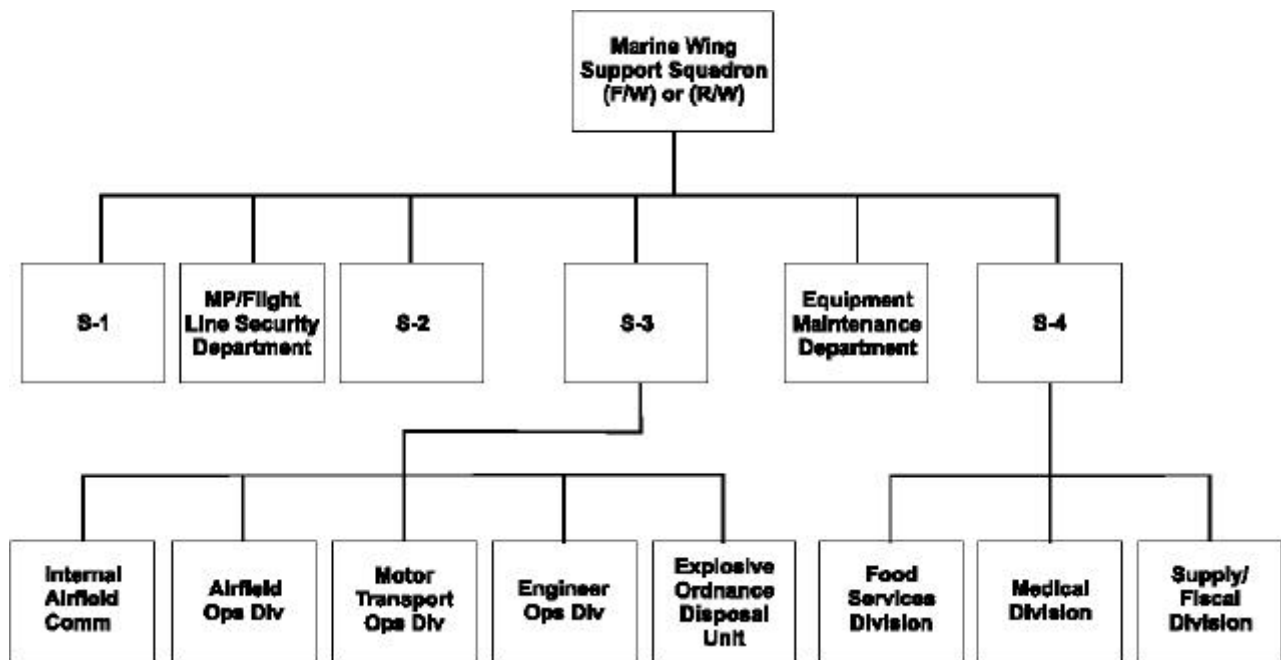 Marine Wing
Support Squadron
(F/W) or (R/W)
S-1
MP/Flight
Line Security
Department
S-2
S-3
Equipment
Maintenance
Department
S-4
Internal
Airfield
Comm
Airfield
Ops Div
Motor
Transport
Ops Div
Engineer
Ops Div
Explosive
Ordnance
Disposal
Unit
Food
Services
Division
Medical
Division
Supply/
Fiscal
Division